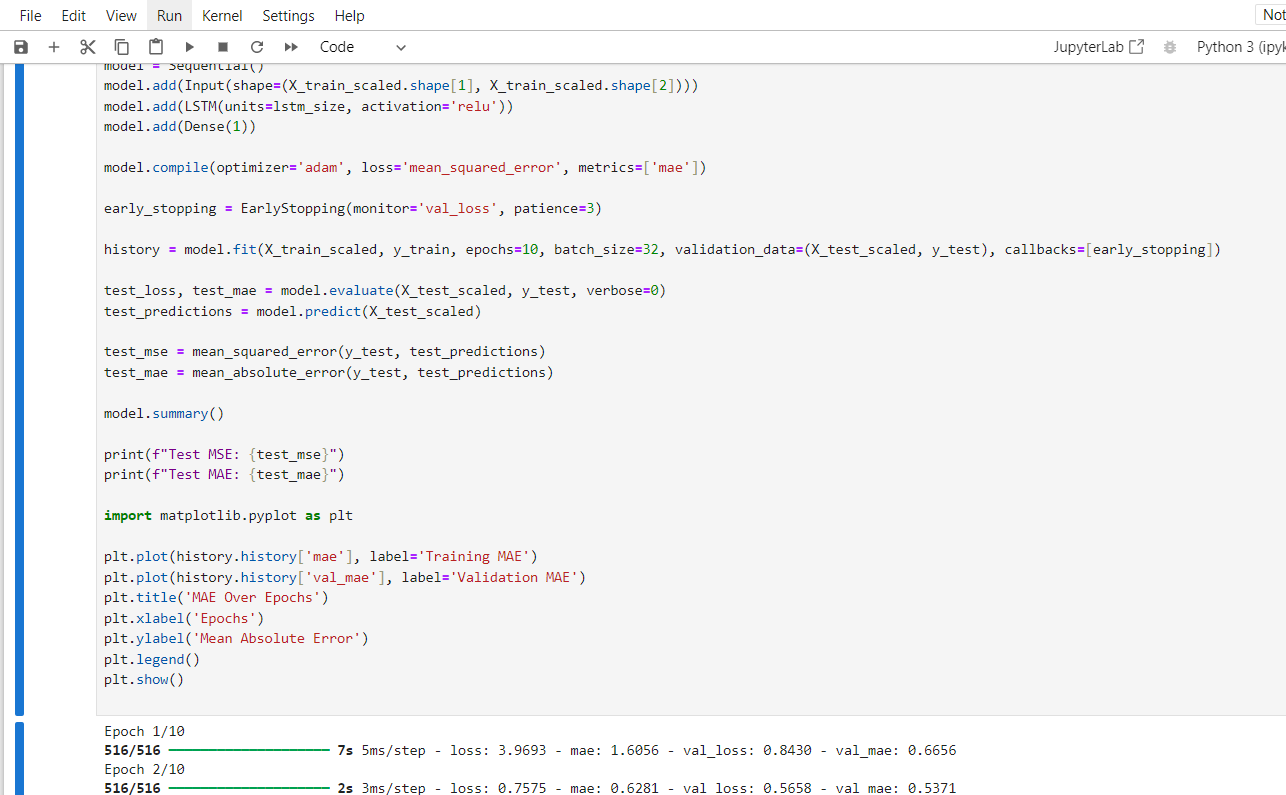 File Edit View Run Kernel Settings Help Not
Code JupyterLab Python 3 (ipyk
model = Sequential()
model.add(Input(shape=(X_train_scaled.shape[1], X_train_scaled.shape[2])))
model.add(LSTM(units=lstm_size, activation='relu'))
model.add(Dense(1))
model.compile(optimizer='adam', loss='mean_squared_error', metrics=['mae'])
early_stopping = EarlyStopping(monitor='val_loss', patience=3)
history = model.fit(X_train_scaled, y_train, epochs=10, batch_size=32, validation_data=(X_test_scaled, y_test), callbacks=[early_stopping])
test_loss, test_mae = model.evaluate(X_test_scaled, y_test, verbose=0)
test_predictions = model.predict(X_test_scaled)
test_mse = mean_squared_error(y_test, test_predictions)
test_mae = mean_absolute_error(y_test, test_predictions)
model.summary()
print(f"Test MSE: {test_mse}")
print(f"Test MAE: {test_mae}")
import matplotlib.pyplot as plt
plt.plot(history.history['mae'], label='Training MAE')
plt.plot(history.history['val_mae'], label='Validation MAE')
plt.title('MAE Over Epochs')
plt.xlabel('Epochs')
plt.ylabel('Mean Absolute Error')
plt.legend()
plt.show()
Epoch 1/10
516/516 ━━━━━━━━━━━━━━━━━━━━ 7s 5ms/step - loss: 3.9693 - mae: 1.6056 - val_loss: 0.8430 - val_mae: 0.6656
Epoch 2/10
516/516 ━━━━━━━━━━━━━━━━━━━━ 2s 3ms/step - loss: 0.7575 - mae: 0.6281 - val_loss: 0.5658 - val_mae: 0.5371